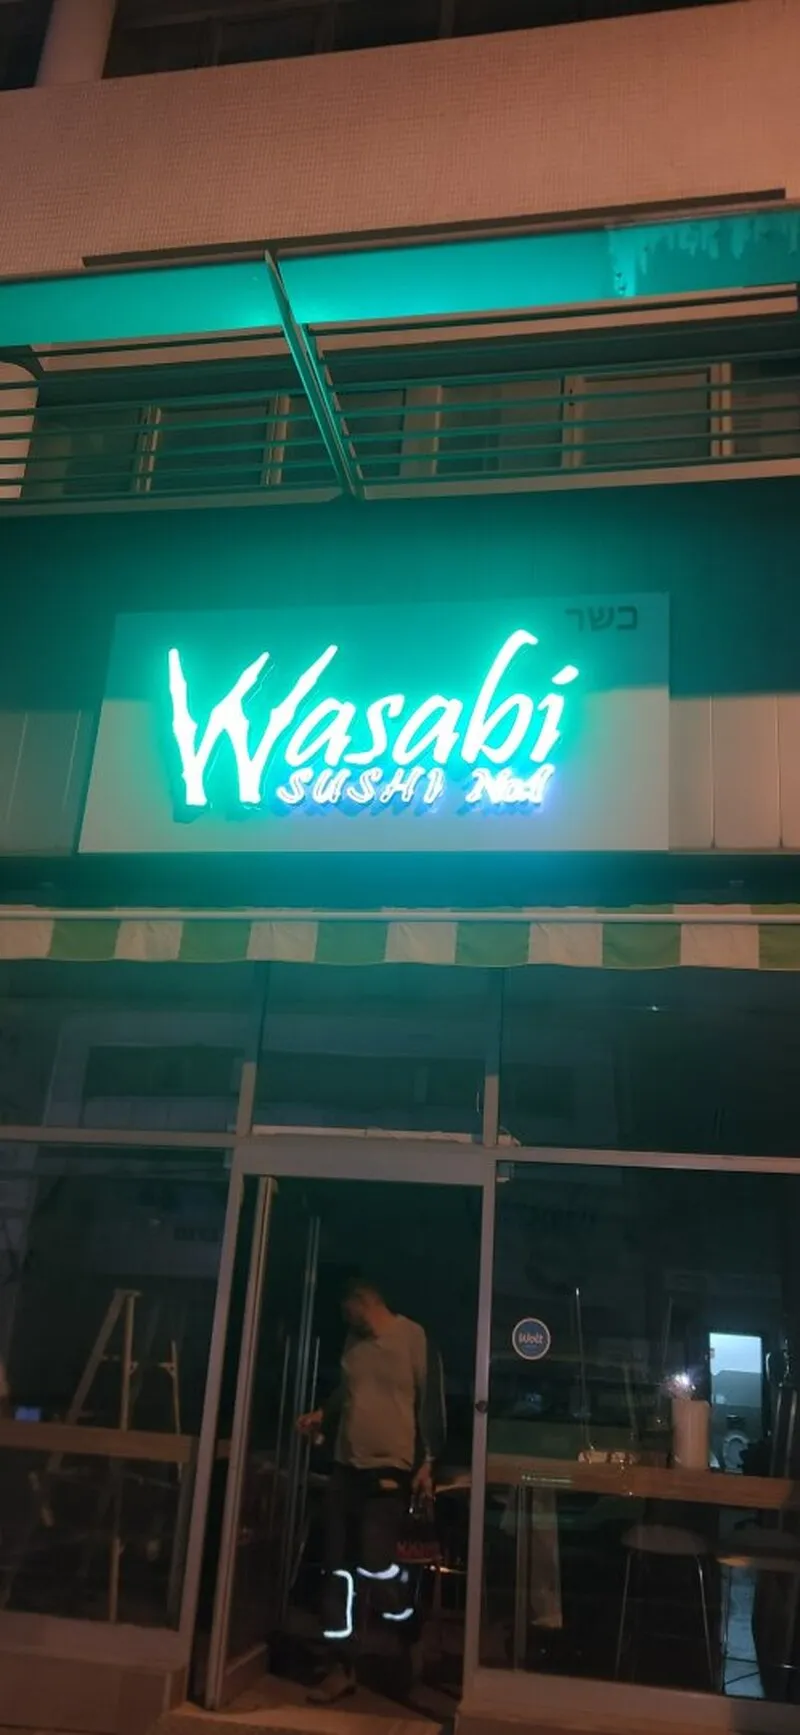 כשר
Wasabi
SUSHI No1
Wolt